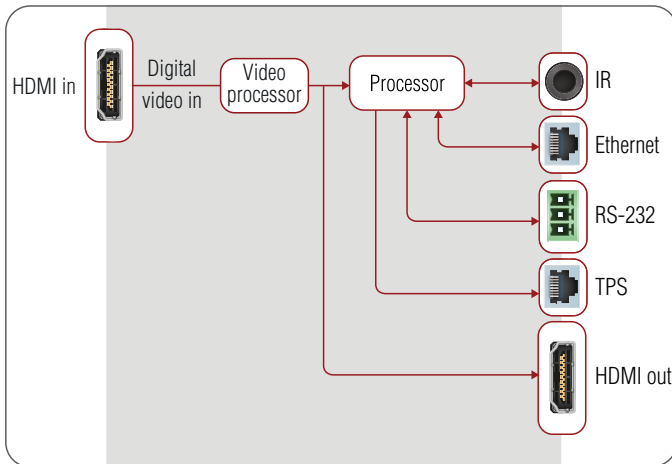 HDMI in
Digital
video in
Video
processor
Processor
IR
Ethernet
RS-232
TPS
HDMI out